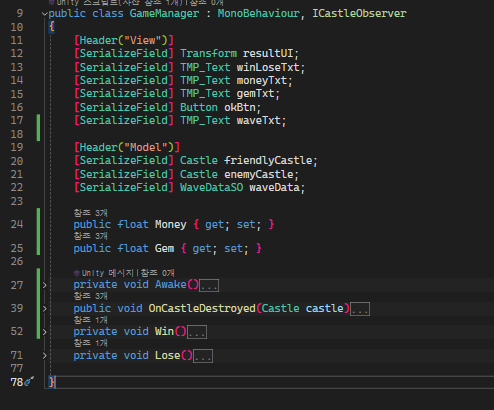 Unity 스크립트(자산 참조 1개)|참조 0개
9 public class GameManager : MonoBehaviour, ICastleObserver
10 {
11 [Header("View")]
12 [SerializeField] Transform resultUI;
13 [SerializeField] TMP_Text winLoseTxt;
14 [SerializeField] TMP_Text moneyTxt;
15 [SerializeField] TMP_Text gemTxt;
16 [SerializeField] Button okBtn;
17 [SerializeField] TMP_Text waveTxt;
18
19 [Header("Model")]
20 [SerializeField] Castle friendlyCastle;
21 [SerializeField] Castle enemyCastle;
22 [SerializeField] WaveDataSO waveData;
23
참조 3개
24 public float Money { get; set; }
참조 3개
25 public float Gem { get; set; }
26
Unity 메시지|참조 0개
27 private void Awake()...
참조 3개
39 public void OnCastleDestroyed(Castle castle)...
참조 1개
52 private void Win()...
참조 1개
71 private void Lose()...
77
78 }